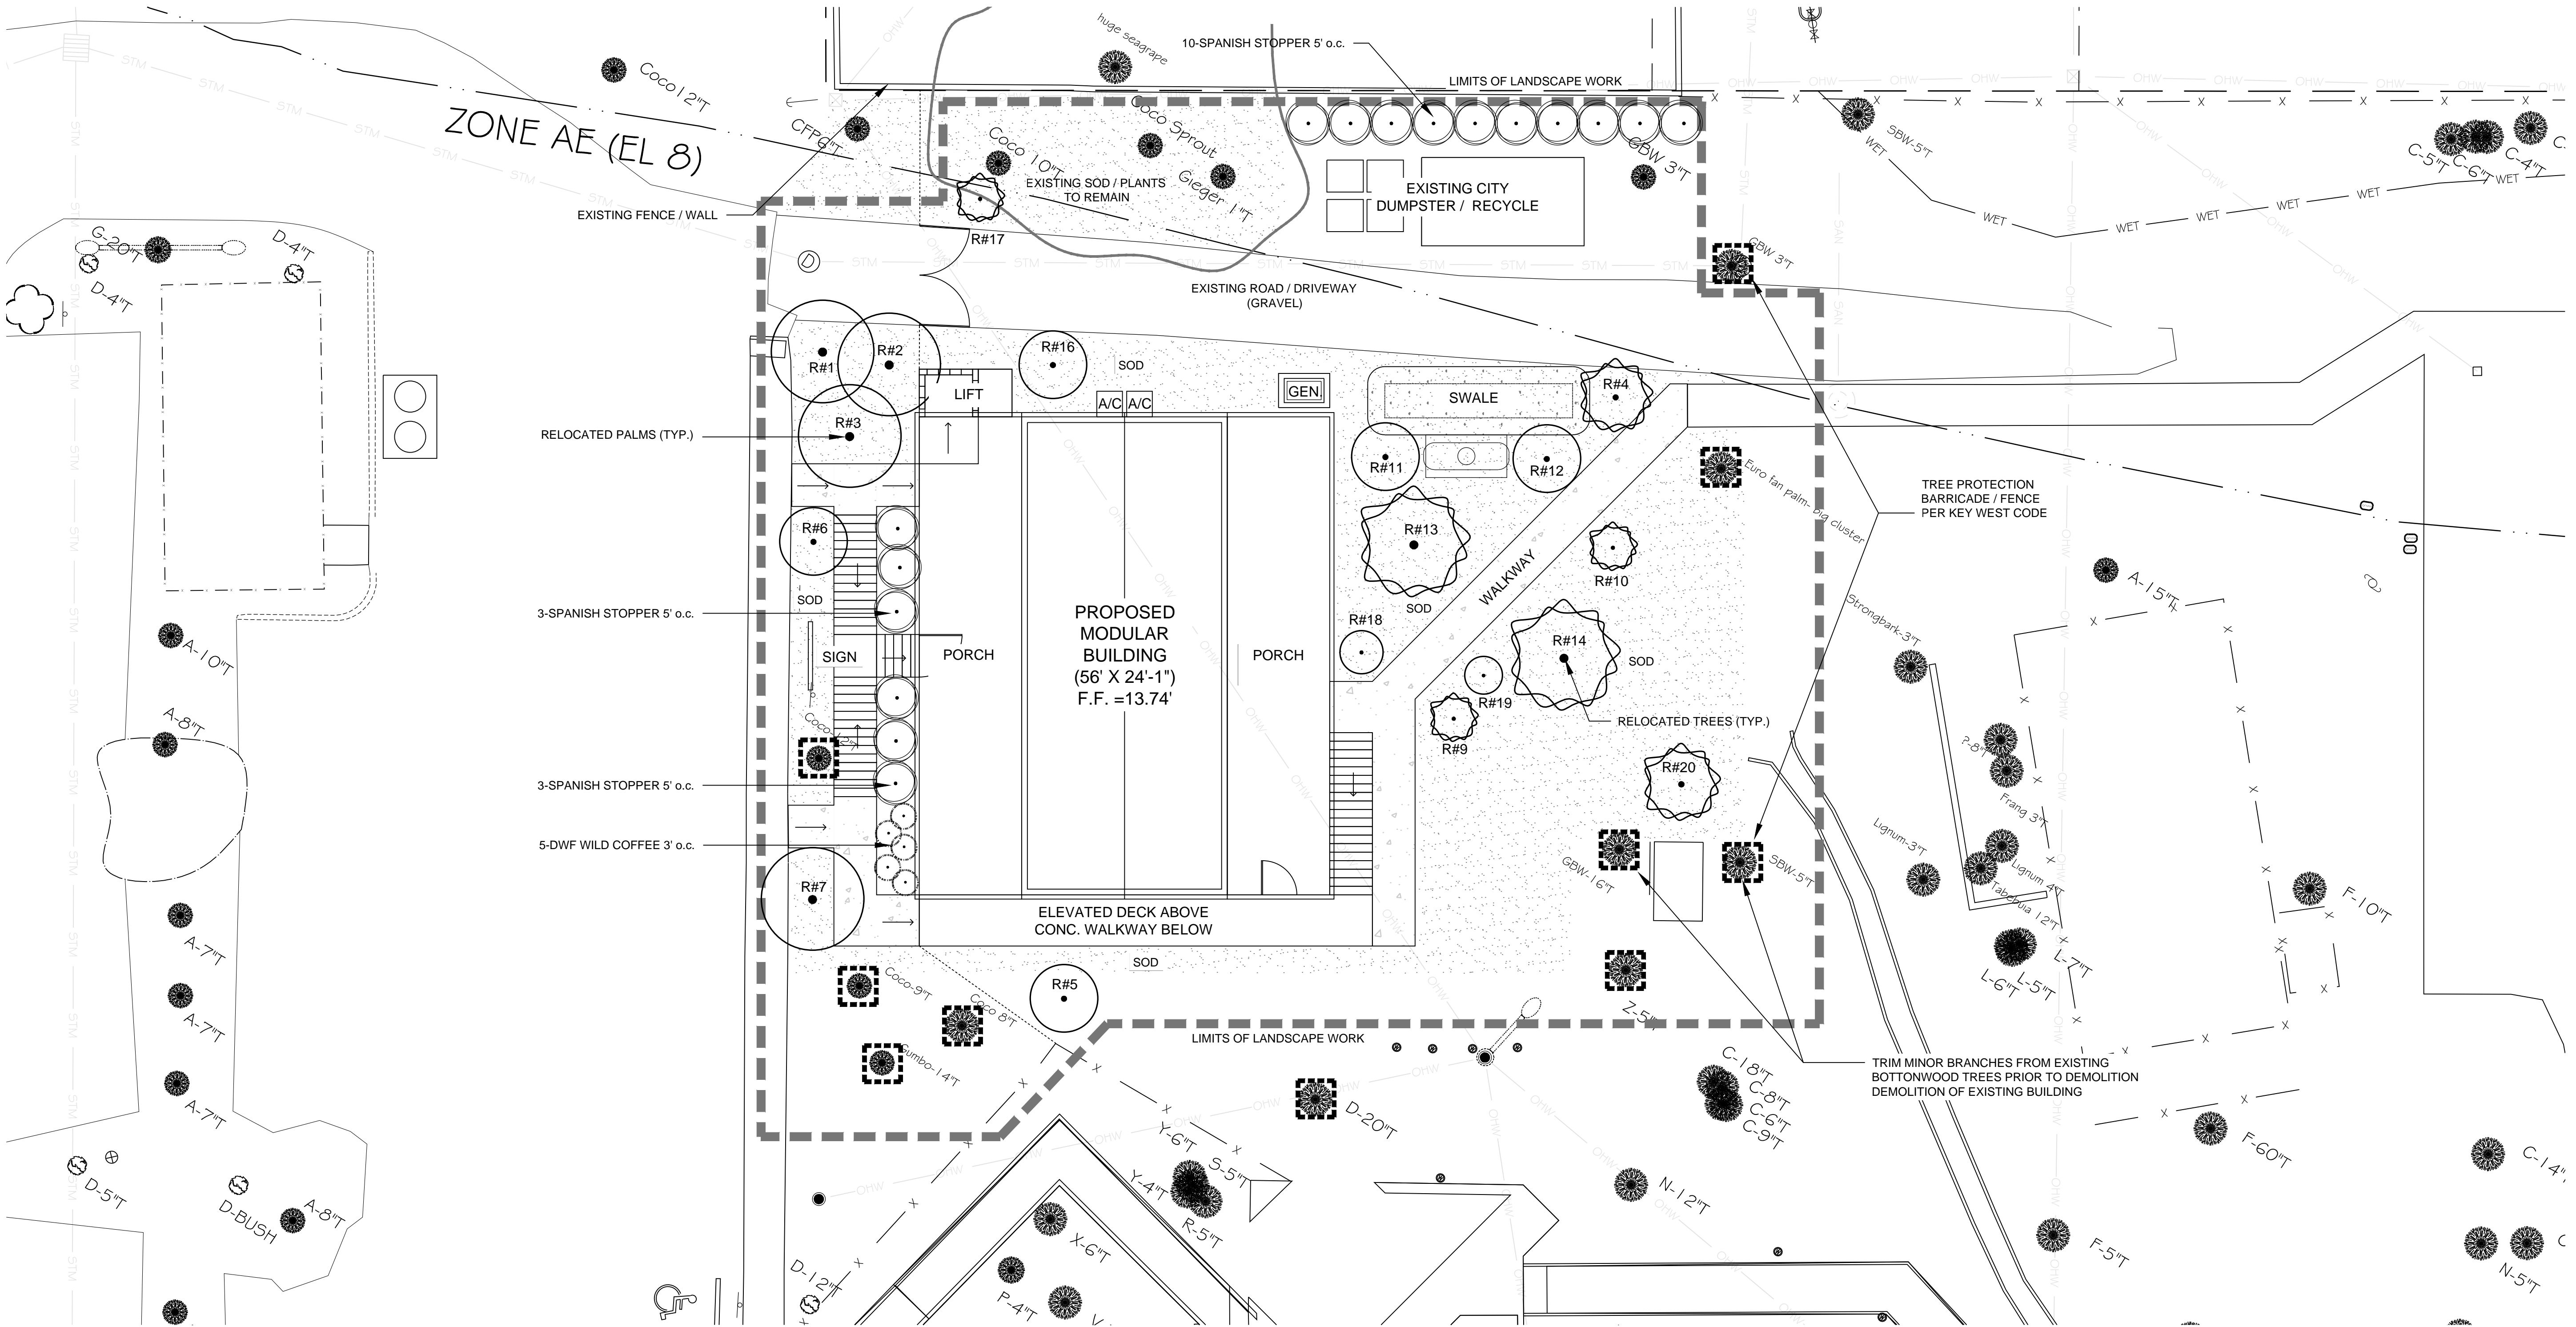 huge seagrape
10-SPANISH STOPPER 5' o.c.
LIMITS OF LANDSCAPE WORK
Coco 12"T
ZONE AE (EL 8)
CFP6"T
Coco 10"T
Coco Sprout
Gieger 1"T
GBW 3"T
SBW-5"T
C-5"T
C-6"T
C-4"T
EXISTING SOD / PLANTS
TO REMAIN
EXISTING CITY
DUMPSTER / RECYCLE
EXISTING FENCE / WALL
R#17
G-20"T
D-4"T
D-4"T
GBW 3"T
STM
OHW
WET
SAN
X
D
EXISTING ROAD / DRIVEWAY
(GRAVEL)
R#1
R#2
R#16
SOD
LIFT
A/C
A/C
GEN.
SWALE
R#4
R#3
RELOCATED PALMS (TYP.)
R#11
R#12
Euro fan palm- big cluster
TREE PROTECTION
BARRICADE / FENCE
PER KEY WEST CODE
R#6
R#13
R#10
WALKWAY
SOD
A-15"T
SOD
3-SPANISH STOPPER 5' o.c.
PROPOSED
MODULAR
BUILDING
(56' X 24'-1")
F.F. =13.74'
R#18
R#14
SOD
Strongbark-3"T
A-10"T
SIGN
PORCH
PORCH
R#19
R#9
RELOCATED TREES (TYP.)
A-8"T
R#20
?-8"T
Frang 3"T
3-SPANISH STOPPER 5' o.c.
5-DWF WILD COFFEE 3' o.c.
Lignum-3"T
Lignum 4"T
Tabebuia 12"T
GBW-16"T
SBW-5"T
F-10"T
R#7
ELEVATED DECK ABOVE
CONC. WALKWAY BELOW
SOD
A-7"T
Coco-9"T
Coco 8"T
R#5
Z-5"T
L-7"T
L-5"T
L-6"T
A-7"T
LIMITS OF LANDSCAPE WORK
Gumbo-14"T
TRIM MINOR BRANCHES FROM EXISTING
BOTTONWOOD TREES PRIOR TO DEMOLITION
DEMOLITION OF EXISTING BUILDING
A-7"T
D-20"T
C-18"T
C-8"T
C-6"T
C-9"T
F-60"T
Y-6"T
S-5"T
Y-4"T
R-5"T
D-5"T
D-BUSH
A-8"T
N-12"T
C-14"
X-6"T
F-5"T
N-5"T
D-12"T
P-4"T